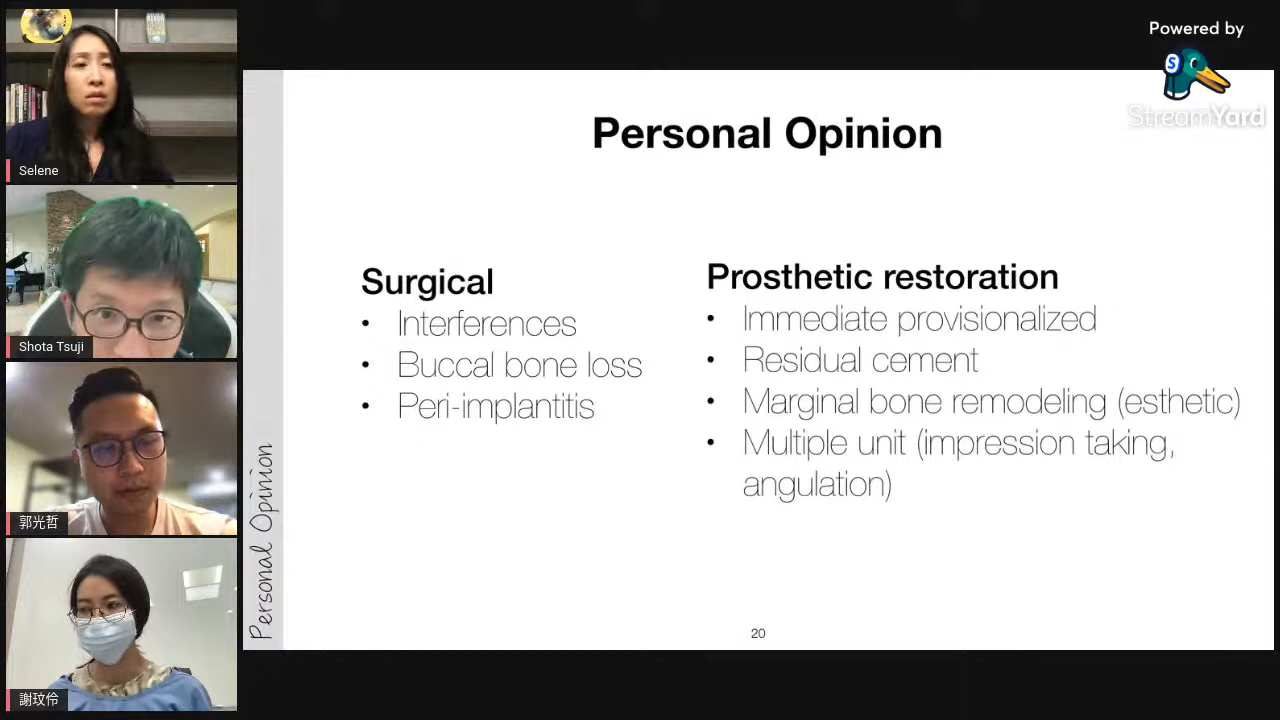 Powered by
S
StreamYard
Selene
Shota Tsuji
郭光哲
謝玟伶
Personal Opinion
Personal Opinion
Surgical
• Interferences
• Buccal bone loss
• Peri-implantitis
Prosthetic restoration
• Immediate provisionalized
• Residual cement
• Marginal bone remodeling (esthetic)
• Multiple unit (impression taking,
angulation)
20